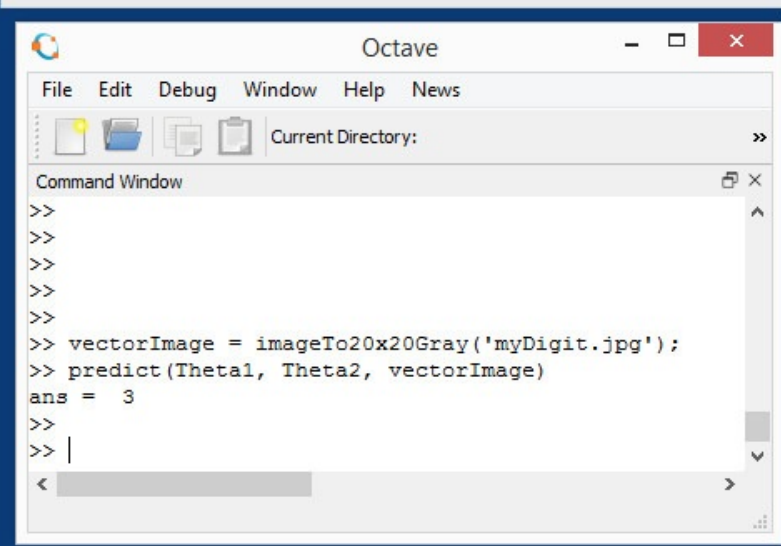 Octave
File Edit Debug Window Help News
Current Directory: »
Command Window
>>
>>
>>
>>
>>
>> vectorImage = imageTo20x20Gray('myDigit.jpg');
>> predict(Theta1, Theta2, vectorImage)
ans =  3
>>
>>